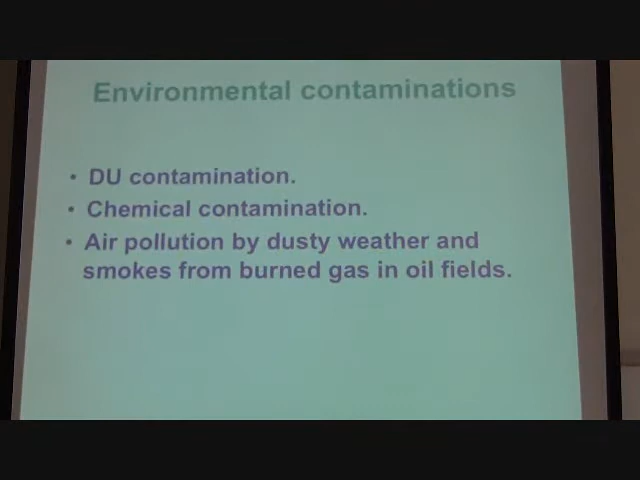 Environmental contaminations
• DU contamination.
• Chemical contamination.
• Air pollution by dusty weather and
smokes from burned gas in oil fields.